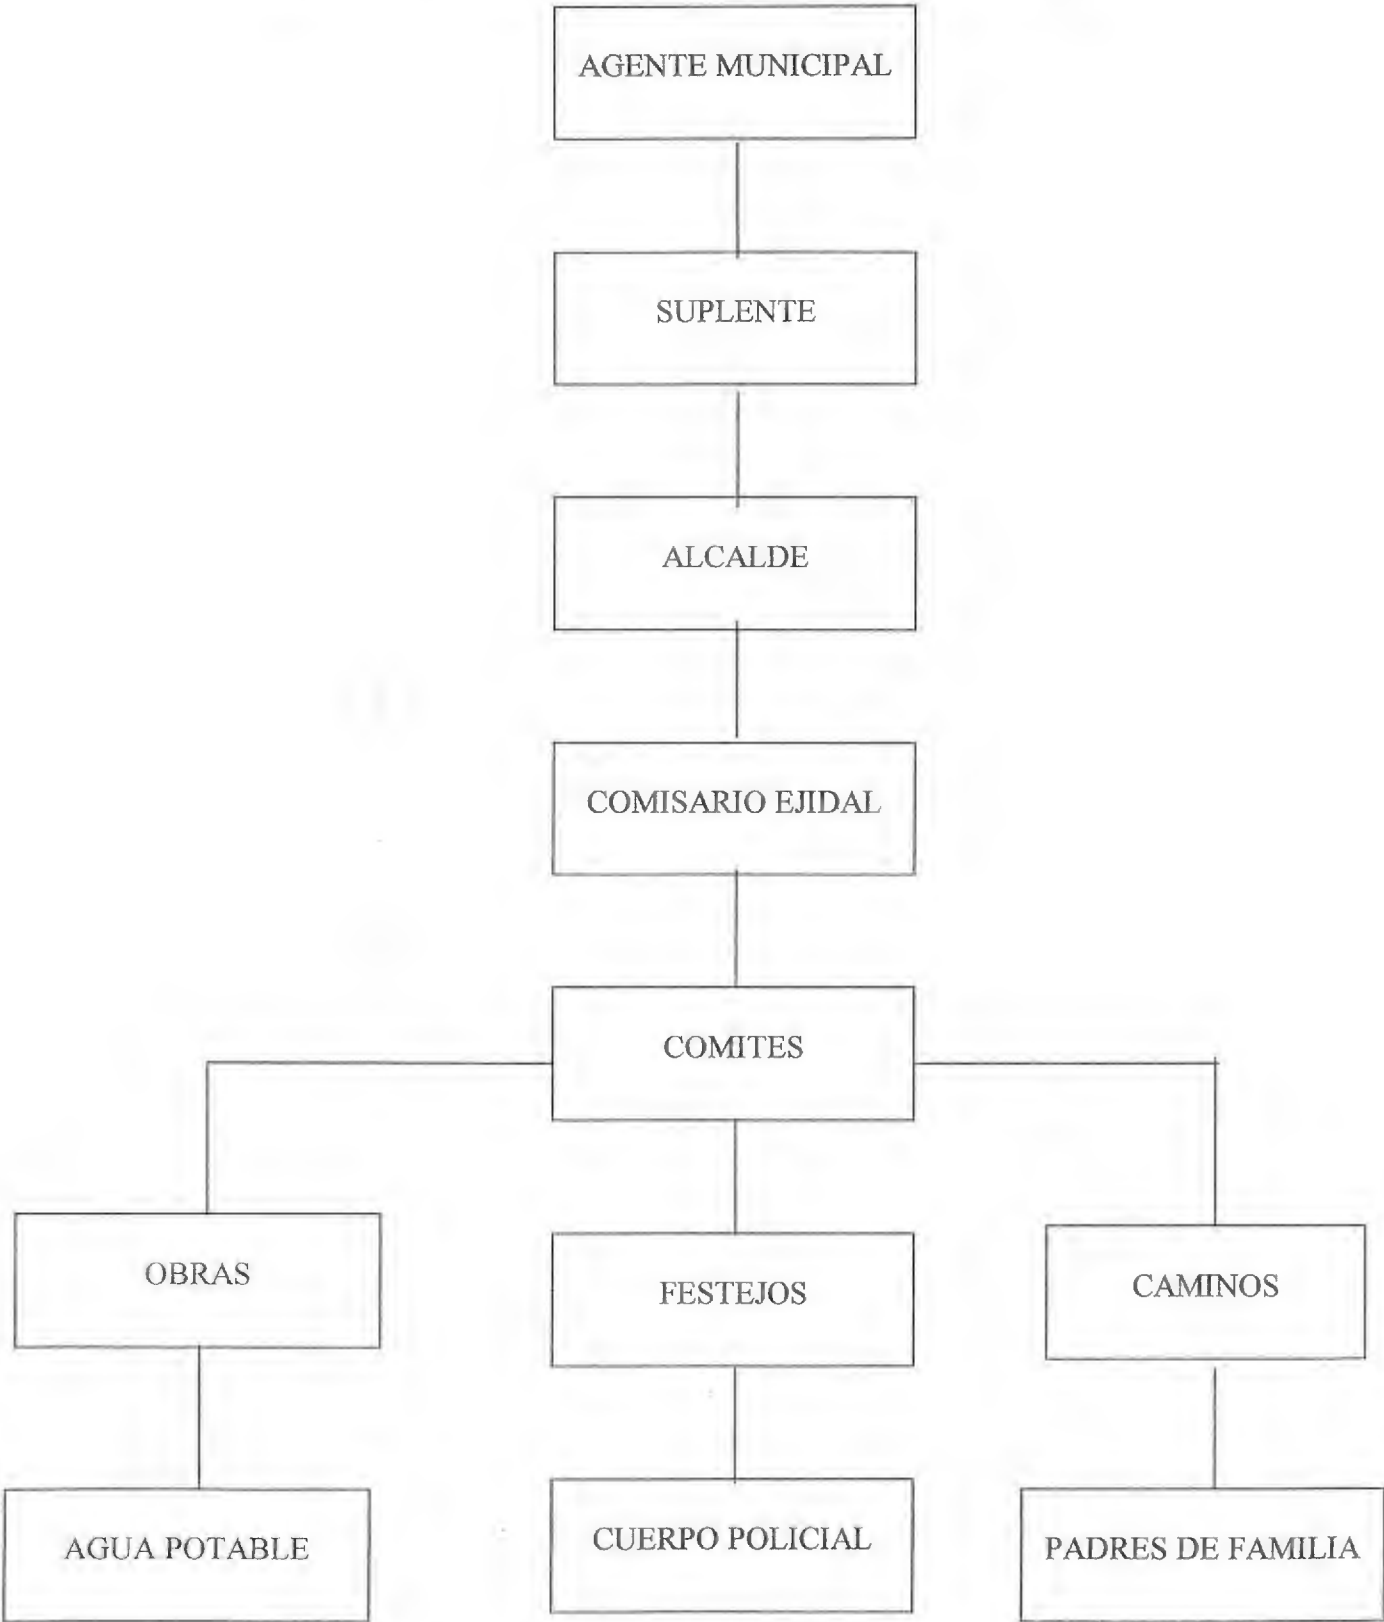 AGENTE MUNICIPAL
SUPLENTE
ALCALDE
COMISARIO EJIDAL
COMITES
OBRAS
FESTEJOS
CAMINOS
AGUA POTABLE
CUERPO POLICIAL
PADRES DE FAMILIA